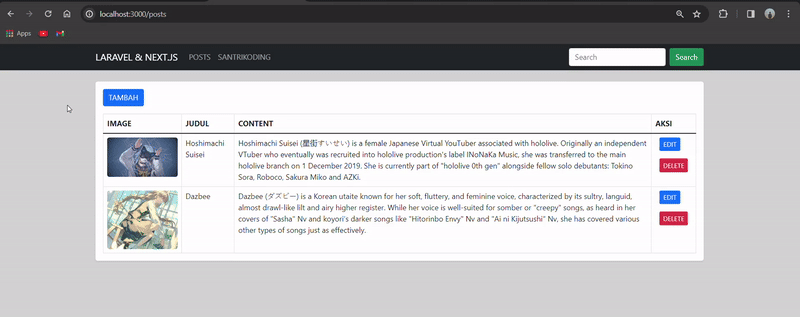 localhost:3000/posts
Apps
LARAVEL & NEXT.JS POSTS SANTRIKODING Search Search
TAMBAH
IMAGE JUDUL CONTENT AKSI
Hoshimachi Suisei
Hoshimachi Suisei (星街すいせい) is a female Japanese Virtual YouTuber associated with hololive. Originally an independent
VTuber who eventually was recruited into hololive production's label INoNaKa Music, she was transferred to the main
hololive branch on 1 December 2019. She is currently part of "hololive 0th gen" alongside fellow solo debutants: Tokino
Sora, Roboco, Sakura Miko and AZKi.
EDIT
DELETE
Dazbee
Dazbee (ダズビー) is a Korean utaite known for her soft, fluttery, and feminine voice, characterized by its sultry, languid,
almost drawl-like lilt and airy higher register. While her voice is well-suited for somber or "creepy" songs, as heard in her
covers of "Sasha" Nv and koyori's darker songs like "Hitorinbo Envy" Nv and "Ai ni Kijutsushi" Nv, she has covered various
other types of songs just as effectively.
EDIT
DELETE